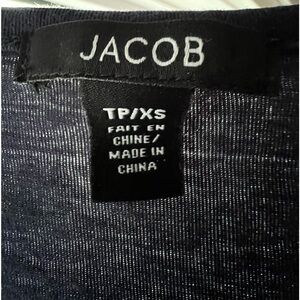 JACOB
TP/XS
FAIT EN
CHINE/
MADE IN
CHINA